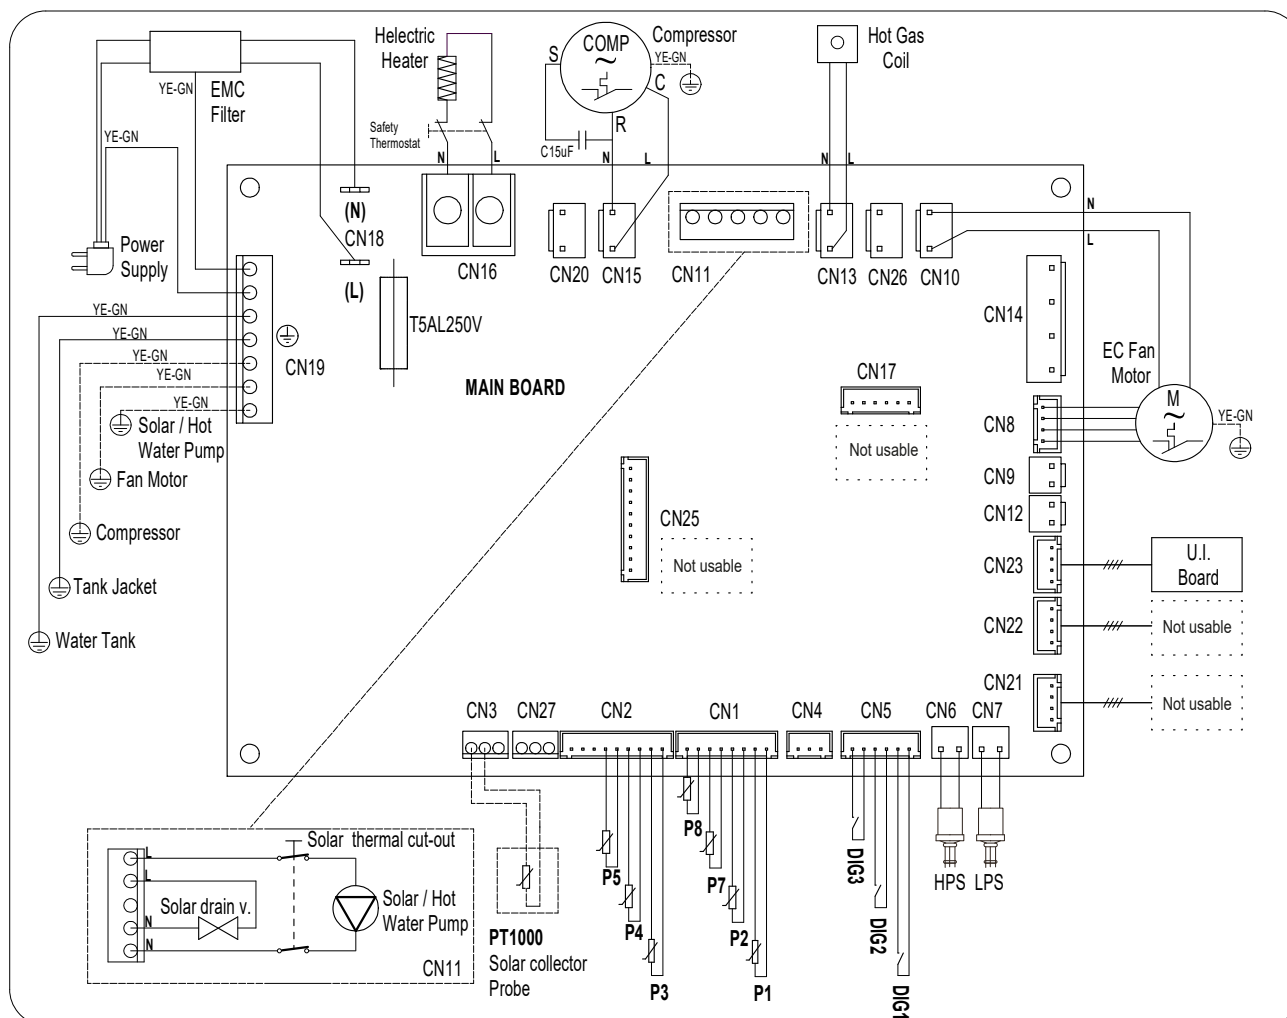 Helectric
Heater
S
COMP
~
R
C
Compressor
YE-GN
Hot Gas
Coil
YE-GN
EMC
Filter
YE-GN
Safety
Thermostat
C15uF
N
L
N
L
N
L
N
L
Power
Supply
(N)
CN18
(L)
CN16
CN20
CN15
CN11
CN13
CN26
CN10
T5AL250V
CN19
YE-GN
YE-GN
YE-GN
YE-GN
YE-GN
Solar / Hot
Water Pump
Fan Motor
Compressor
Tank Jacket
Water Tank
MAIN BOARD
CN17
Not usable
CN25
Not usable
CN14
EC Fan
Motor
M
~
YE-GN
CN8
CN9
CN12
CN23
U.I.
Board
CN22
Not usable
CN21
Not usable
CN3
CN27
CN2
CN1
CN4
CN5
CN6
CN7
P8
P5
P7
P4
P2
P3
P1
DIG3
DIG2
DIG1
HPS
LPS
PT1000
Solar collector
Probe
Solar thermal cut-out
L
L
Solar drain v.
N
N
Solar / Hot
Water Pump
CN11